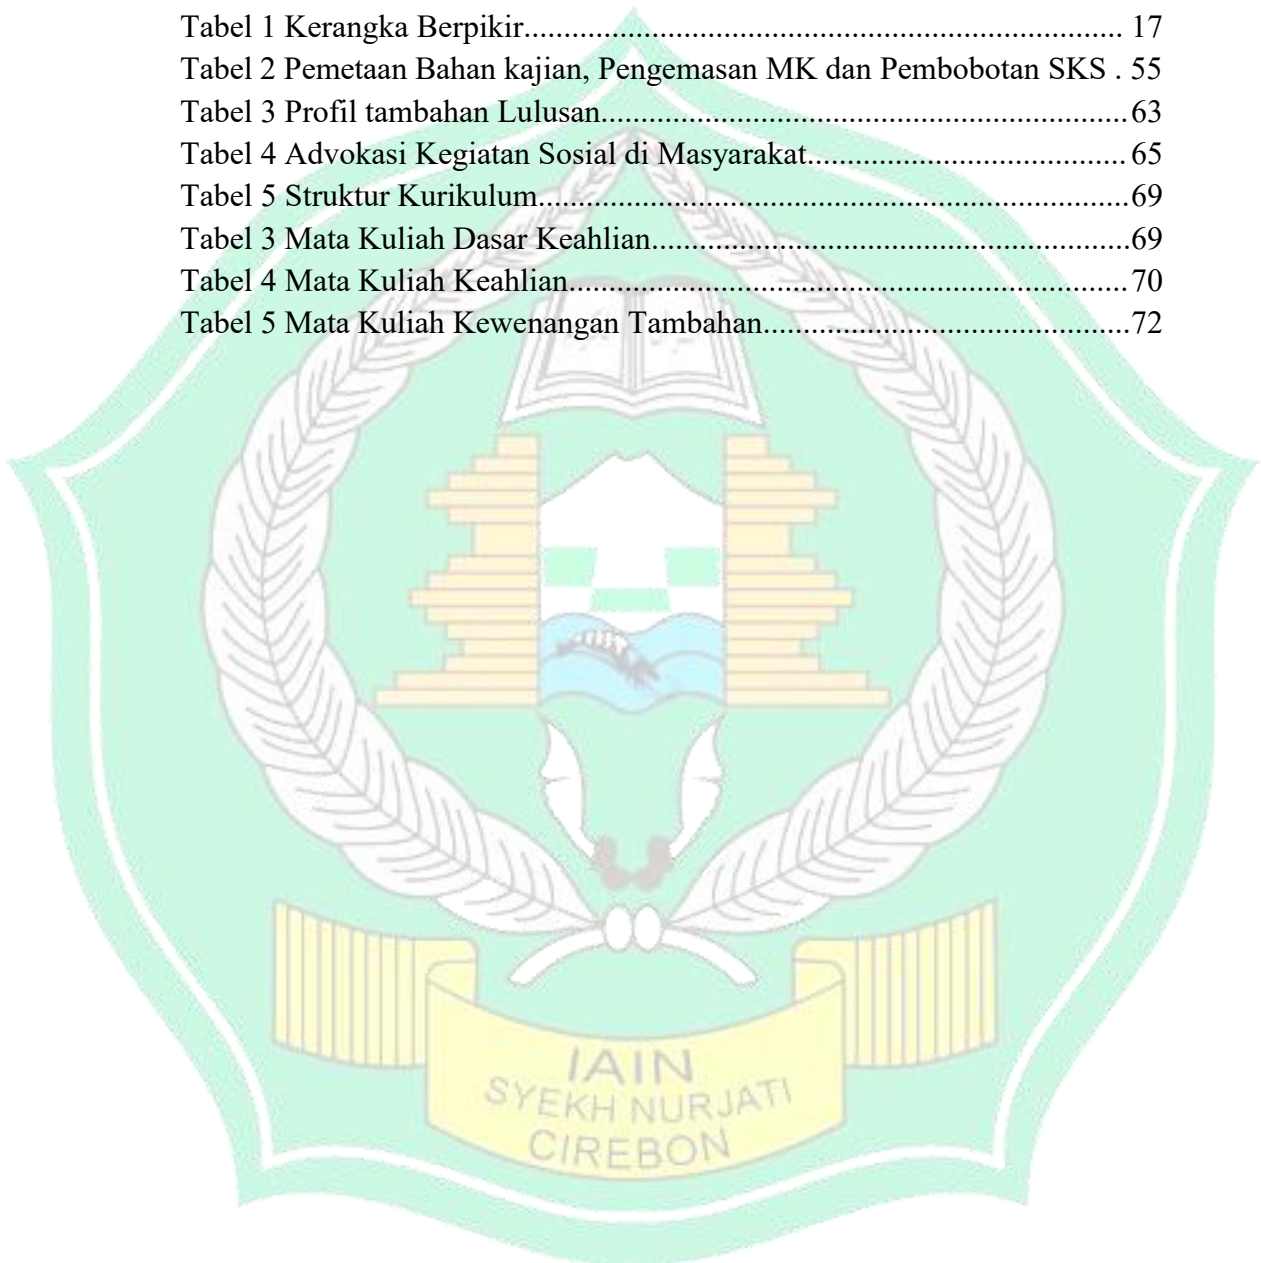 Tabel 1 Kerangka Berpikir........................................................................... 17
Tabel 2 Pemetaan Bahan kajian, Pengemasan MK dan Pembobotan SKS . 55
Tabel 3 Profil tambahan Lulusan.................................................................. 63
Tabel 4 Advokasi Kegiatan Sosial di Masyarakat........................................ 65
Tabel 5 Struktur Kurikulum.......................................................................... 69
Tabel 3 Mata Kuliah Dasar Keahlian............................................................ 69
Tabel 4 Mata Kuliah Keahlian...................................................................... 70
Tabel 5 Mata Kuliah Kewenangan Tambahan.............................................. 72
IAIN
SYEKH NURJATI
CIREBON